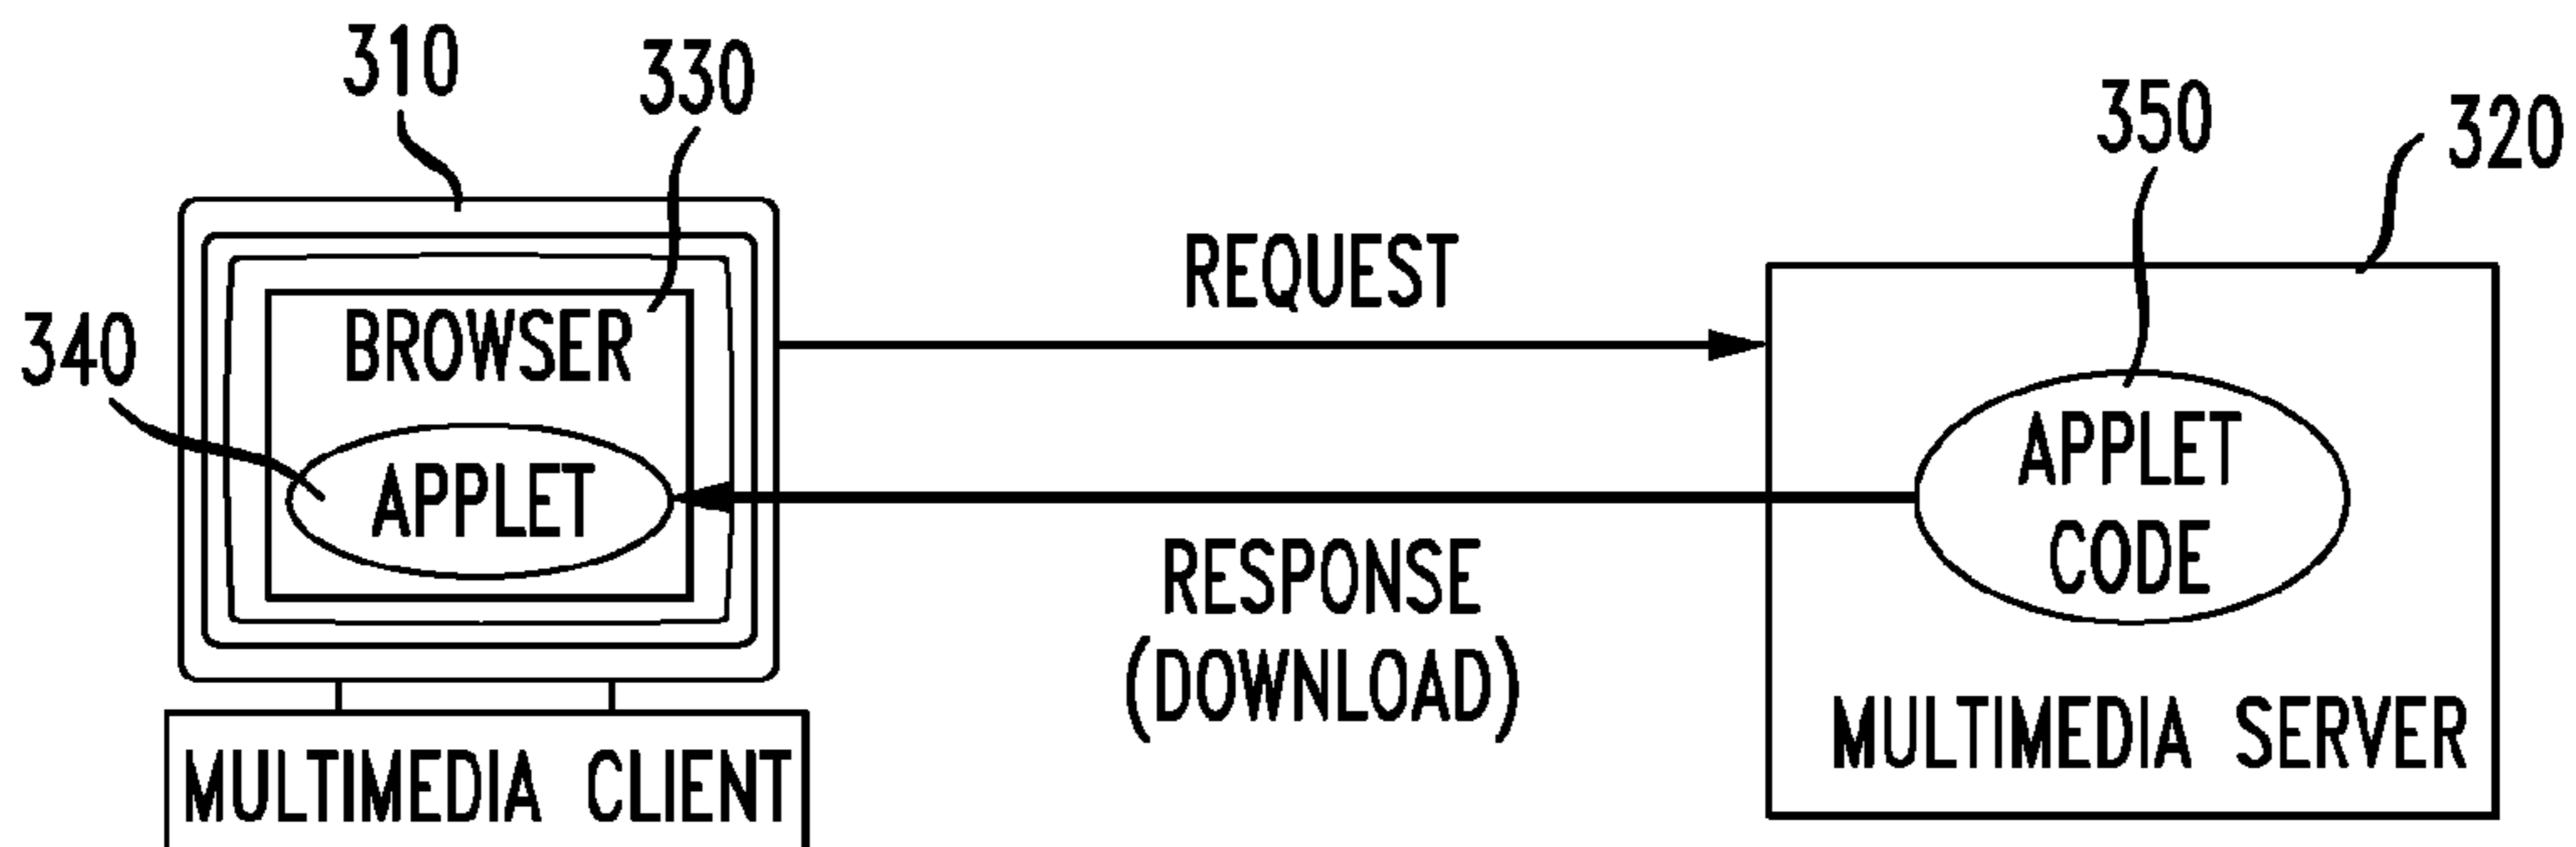 310
330
350
320
REQUEST
340
BROWSER
APPLET
APPLET
CODE
RESPONSE
(DOWNLOAD)
MULTIMEDIA SERVER
MULTIMEDIA CLIENT